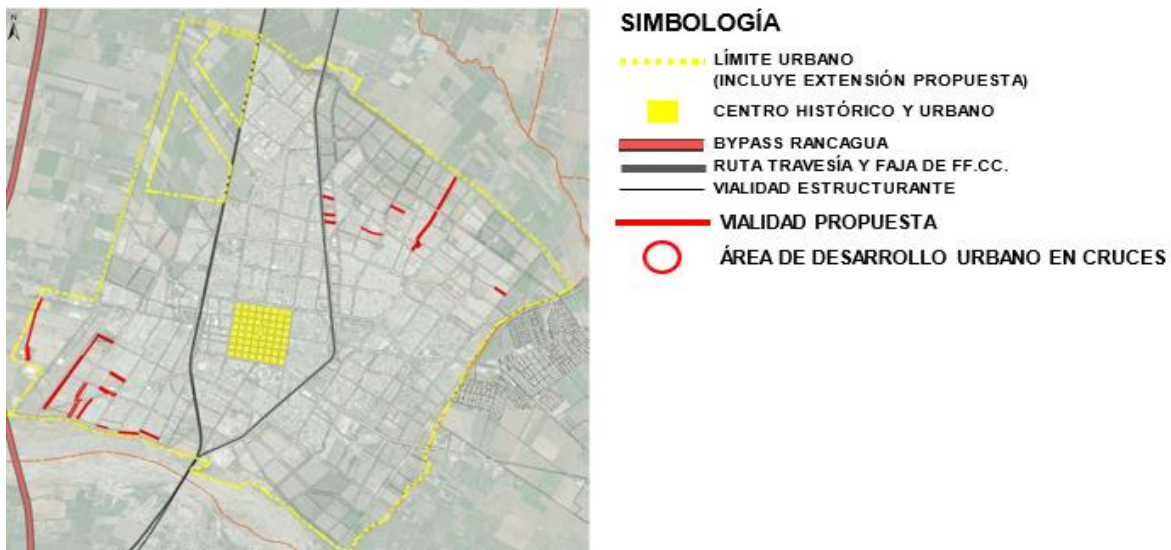 N
SIMBOLOGÍA
LÍMITE URBANO
(INCLUYE EXTENSIÓN PROPUESTA)
CENTRO HISTÓRICO Y URBANO
BYPASS RANCAGUA
RUTA TRAVESÍA Y FAJA DE FF.CC.
VIALIDAD ESTRUCTURANTE
VIALIDAD PROPUESTA
ÁREA DE DESARROLLO URBANO EN CRUCES